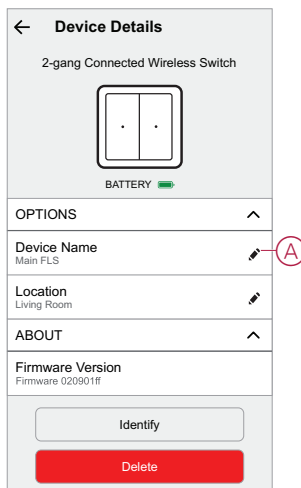 Device Details
2-gang Connected Wireless Switch
BATTERY
OPTIONS
Device Name
Main FLS
A
Location
Living Room
ABOUT
Firmware Version
Firmware 020901ff
Identify
Delete